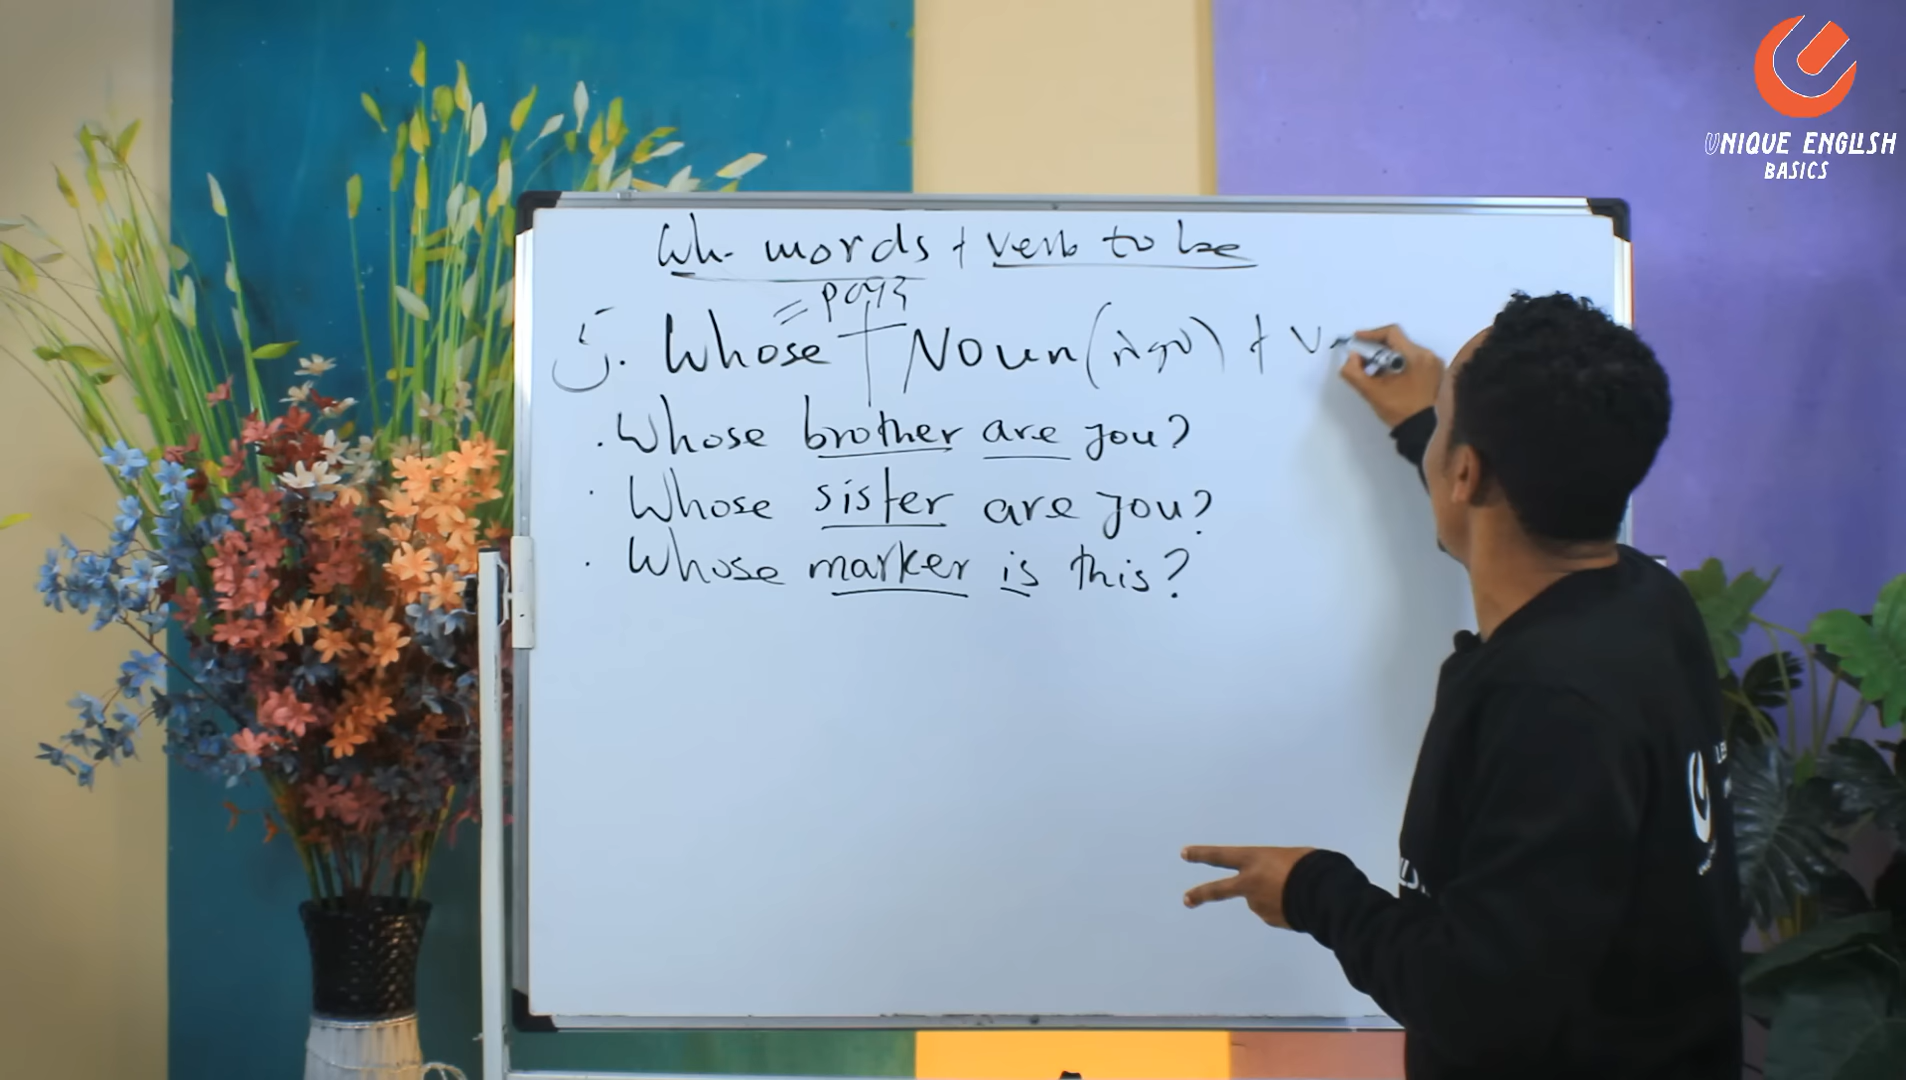 UNIQUE ENGLISH
BASICS
Wh- words + verb to be
5. Whose + Noun ( ) + V
. Whose brother are you?
. Whose sister are you?
. Whose marker is this?